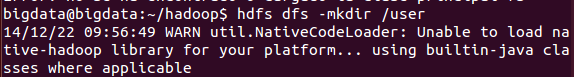 bigdata@bigdata:~/hadoop$ hdfs dfs -mkdir /user
14/12/22 09:56:49 WARN util.NativeCodeLoader: Unable to load na
tive-hadoop library for your platform... using builtin-java cla
sses where applicable